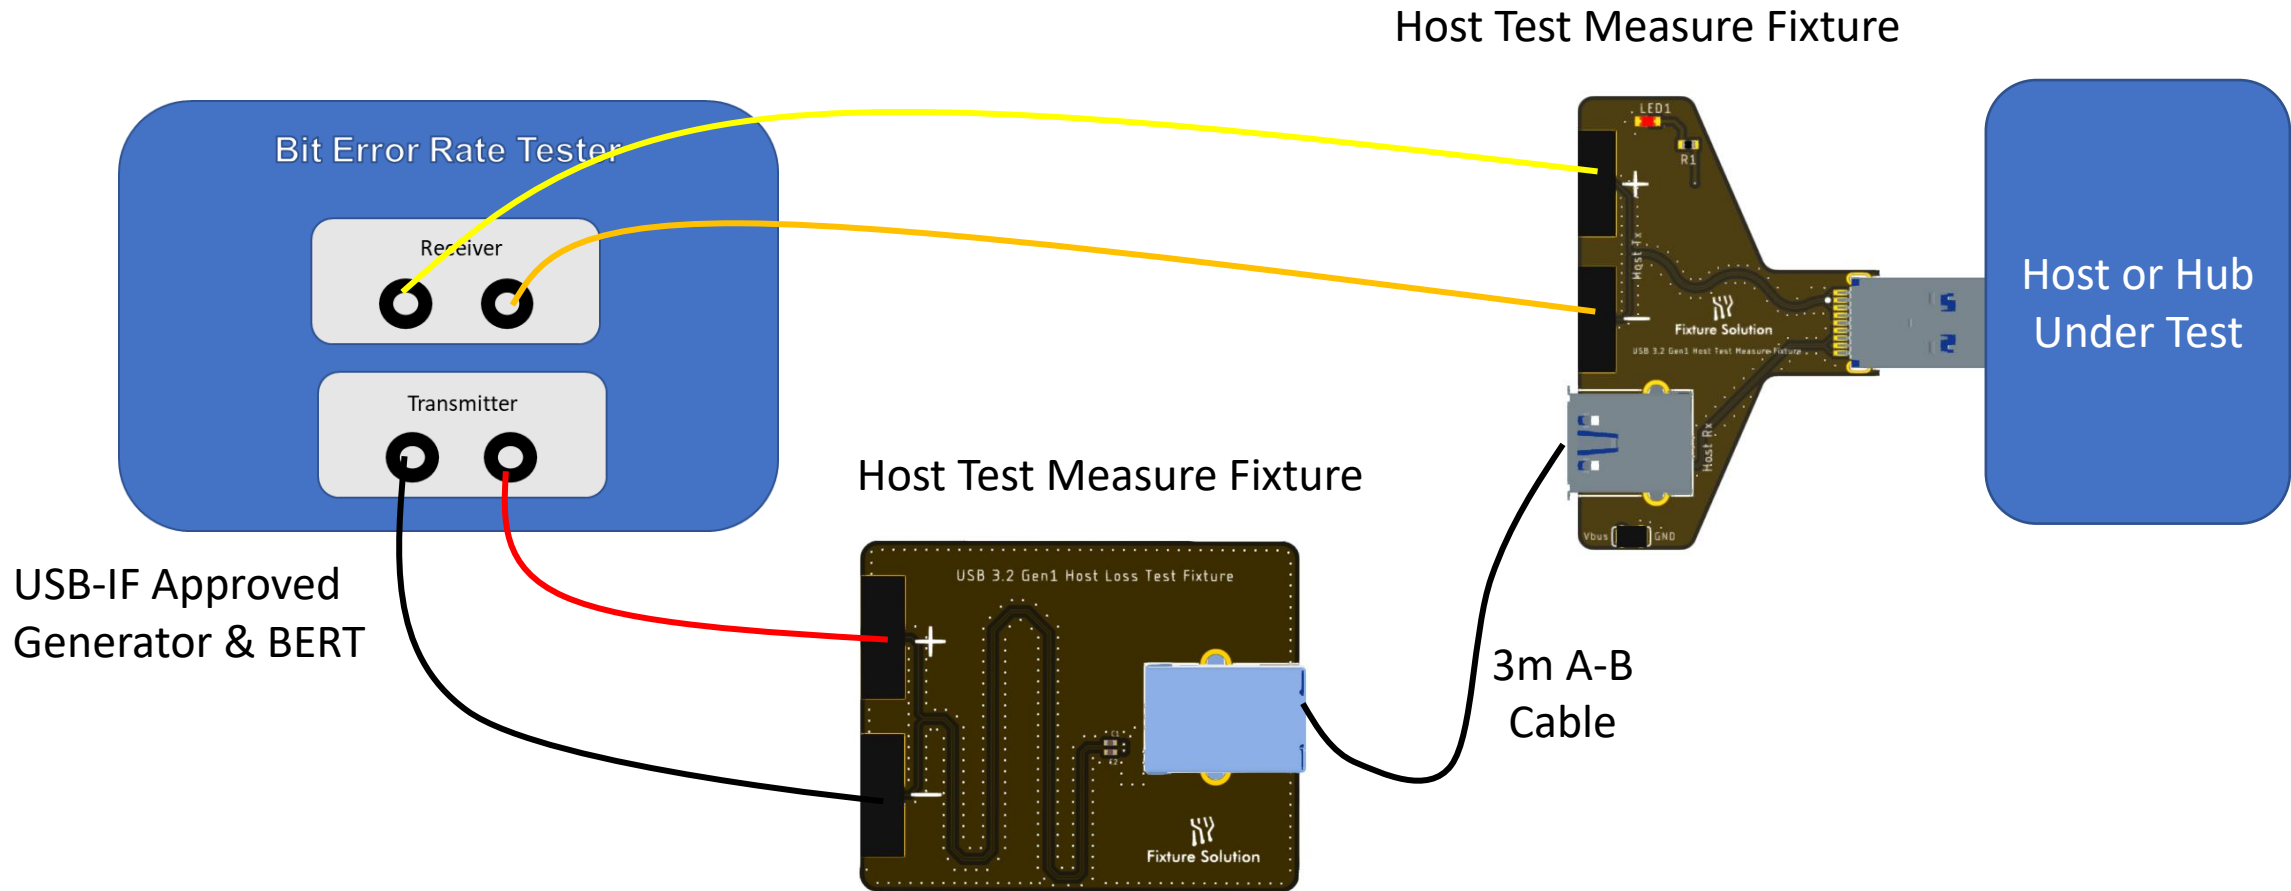 Host Test Measure Fixture
Bit Error Rate Tester
Receiver
Transmitter
USB-IF Approved
Generator & BERT
LED1
R1
+
Host Tx
−
Fixture Solution
USB 3.2 Gen1 Host Test Measure Fixture
Host Rx
Vbus
GND
Host or Hub
Under Test
Host Test Measure Fixture
USB 3.2 Gen1 Host Loss Test Fixture
+
−
C1
C2
Fixture Solution
3m A-B
Cable